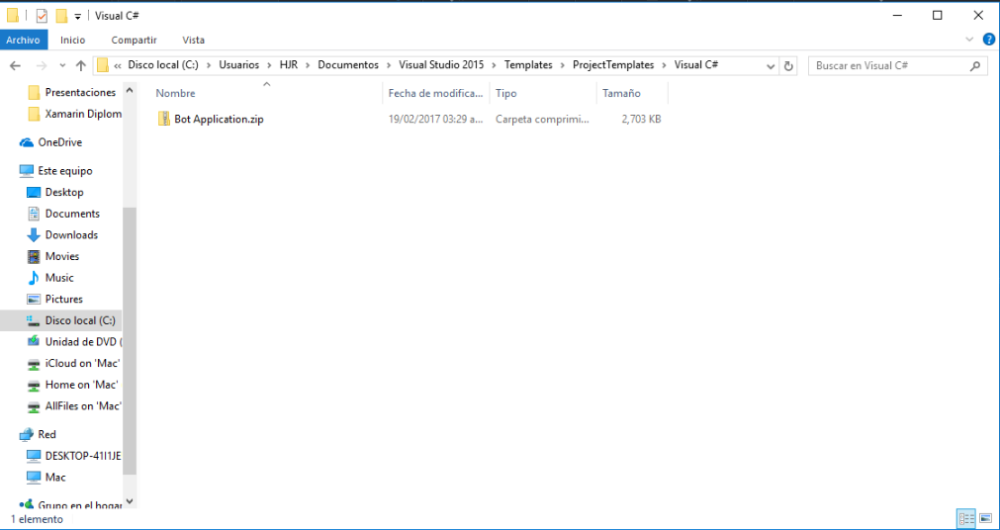 Visual C#
Archivo Inicio Compartir Vista
« Disco local (C:) › Usuarios › HJR › Documentos › Visual Studio 2015 › Templates › ProjectTemplates › Visual C#
Buscar en Visual C#
Presentaciones
Xamarin Diplom
OneDrive
Este equipo
Desktop
Documents
Downloads
Movies
Music
Pictures
Disco local (C:)
Unidad de DVD (
iCloud on 'Mac'
Home on 'Mac'
AllFiles on 'Mac'
Red
DESKTOP-41I1JE
Mac
Grupo en el hogar
Nombre Fecha de modifica... Tipo Tamaño
Bot Application.zip 19/02/2017 03:29 a... Carpeta comprimi... 2,703 KB
1 elemento